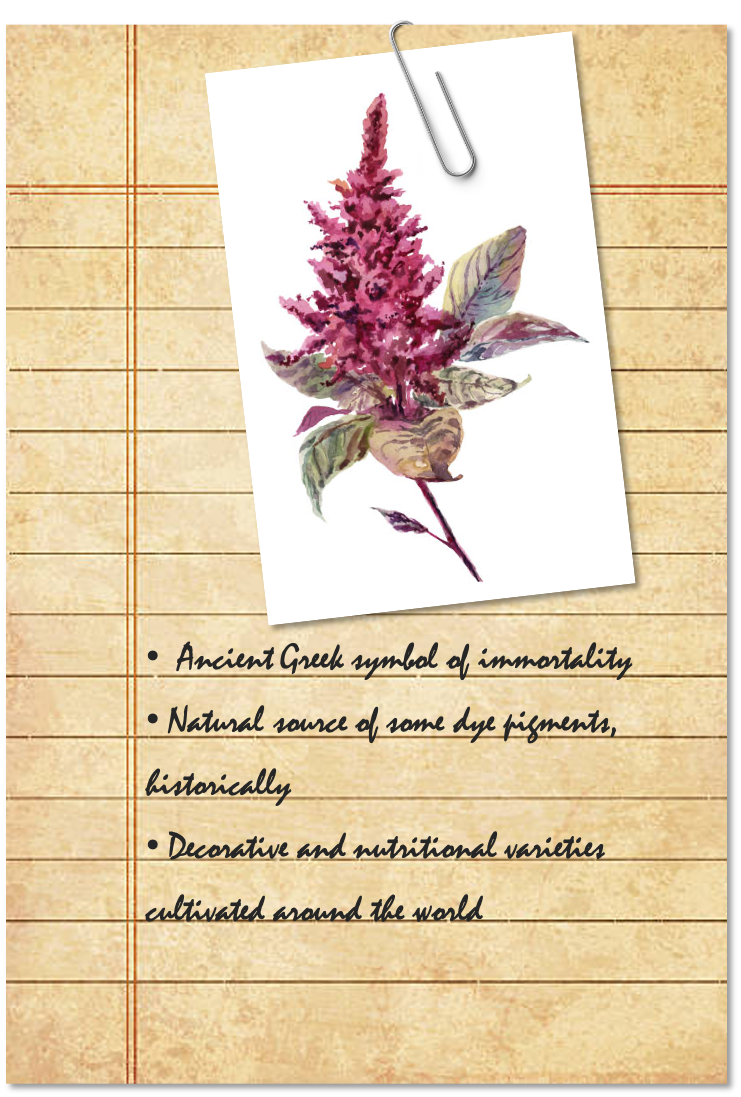 • Ancient Greek symbol of immortality
• Natural source of some dye pigments,
historically
• Decorative and nutritional varieties
cultivated around the world